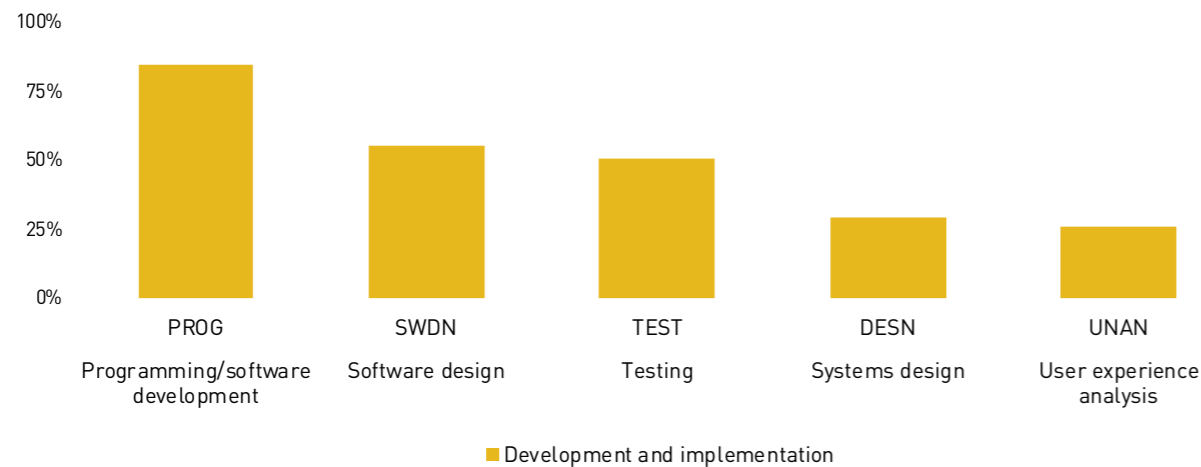 100%
75%
50%
25%
0%
PROG
SWDN
TEST
DESN
UNAN
Programming/software
development
Software design
Testing
Systems design
User experience
analysis
Development and implementation